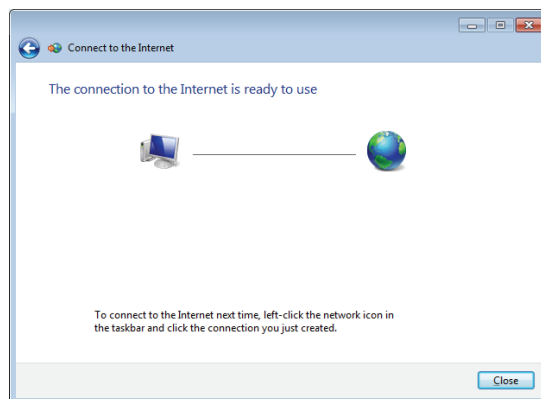 Connect to the Internet
The connection to the Internet is ready to use
To connect to the Internet next time, left-click the network icon in
the taskbar and click the connection you just created.
Close